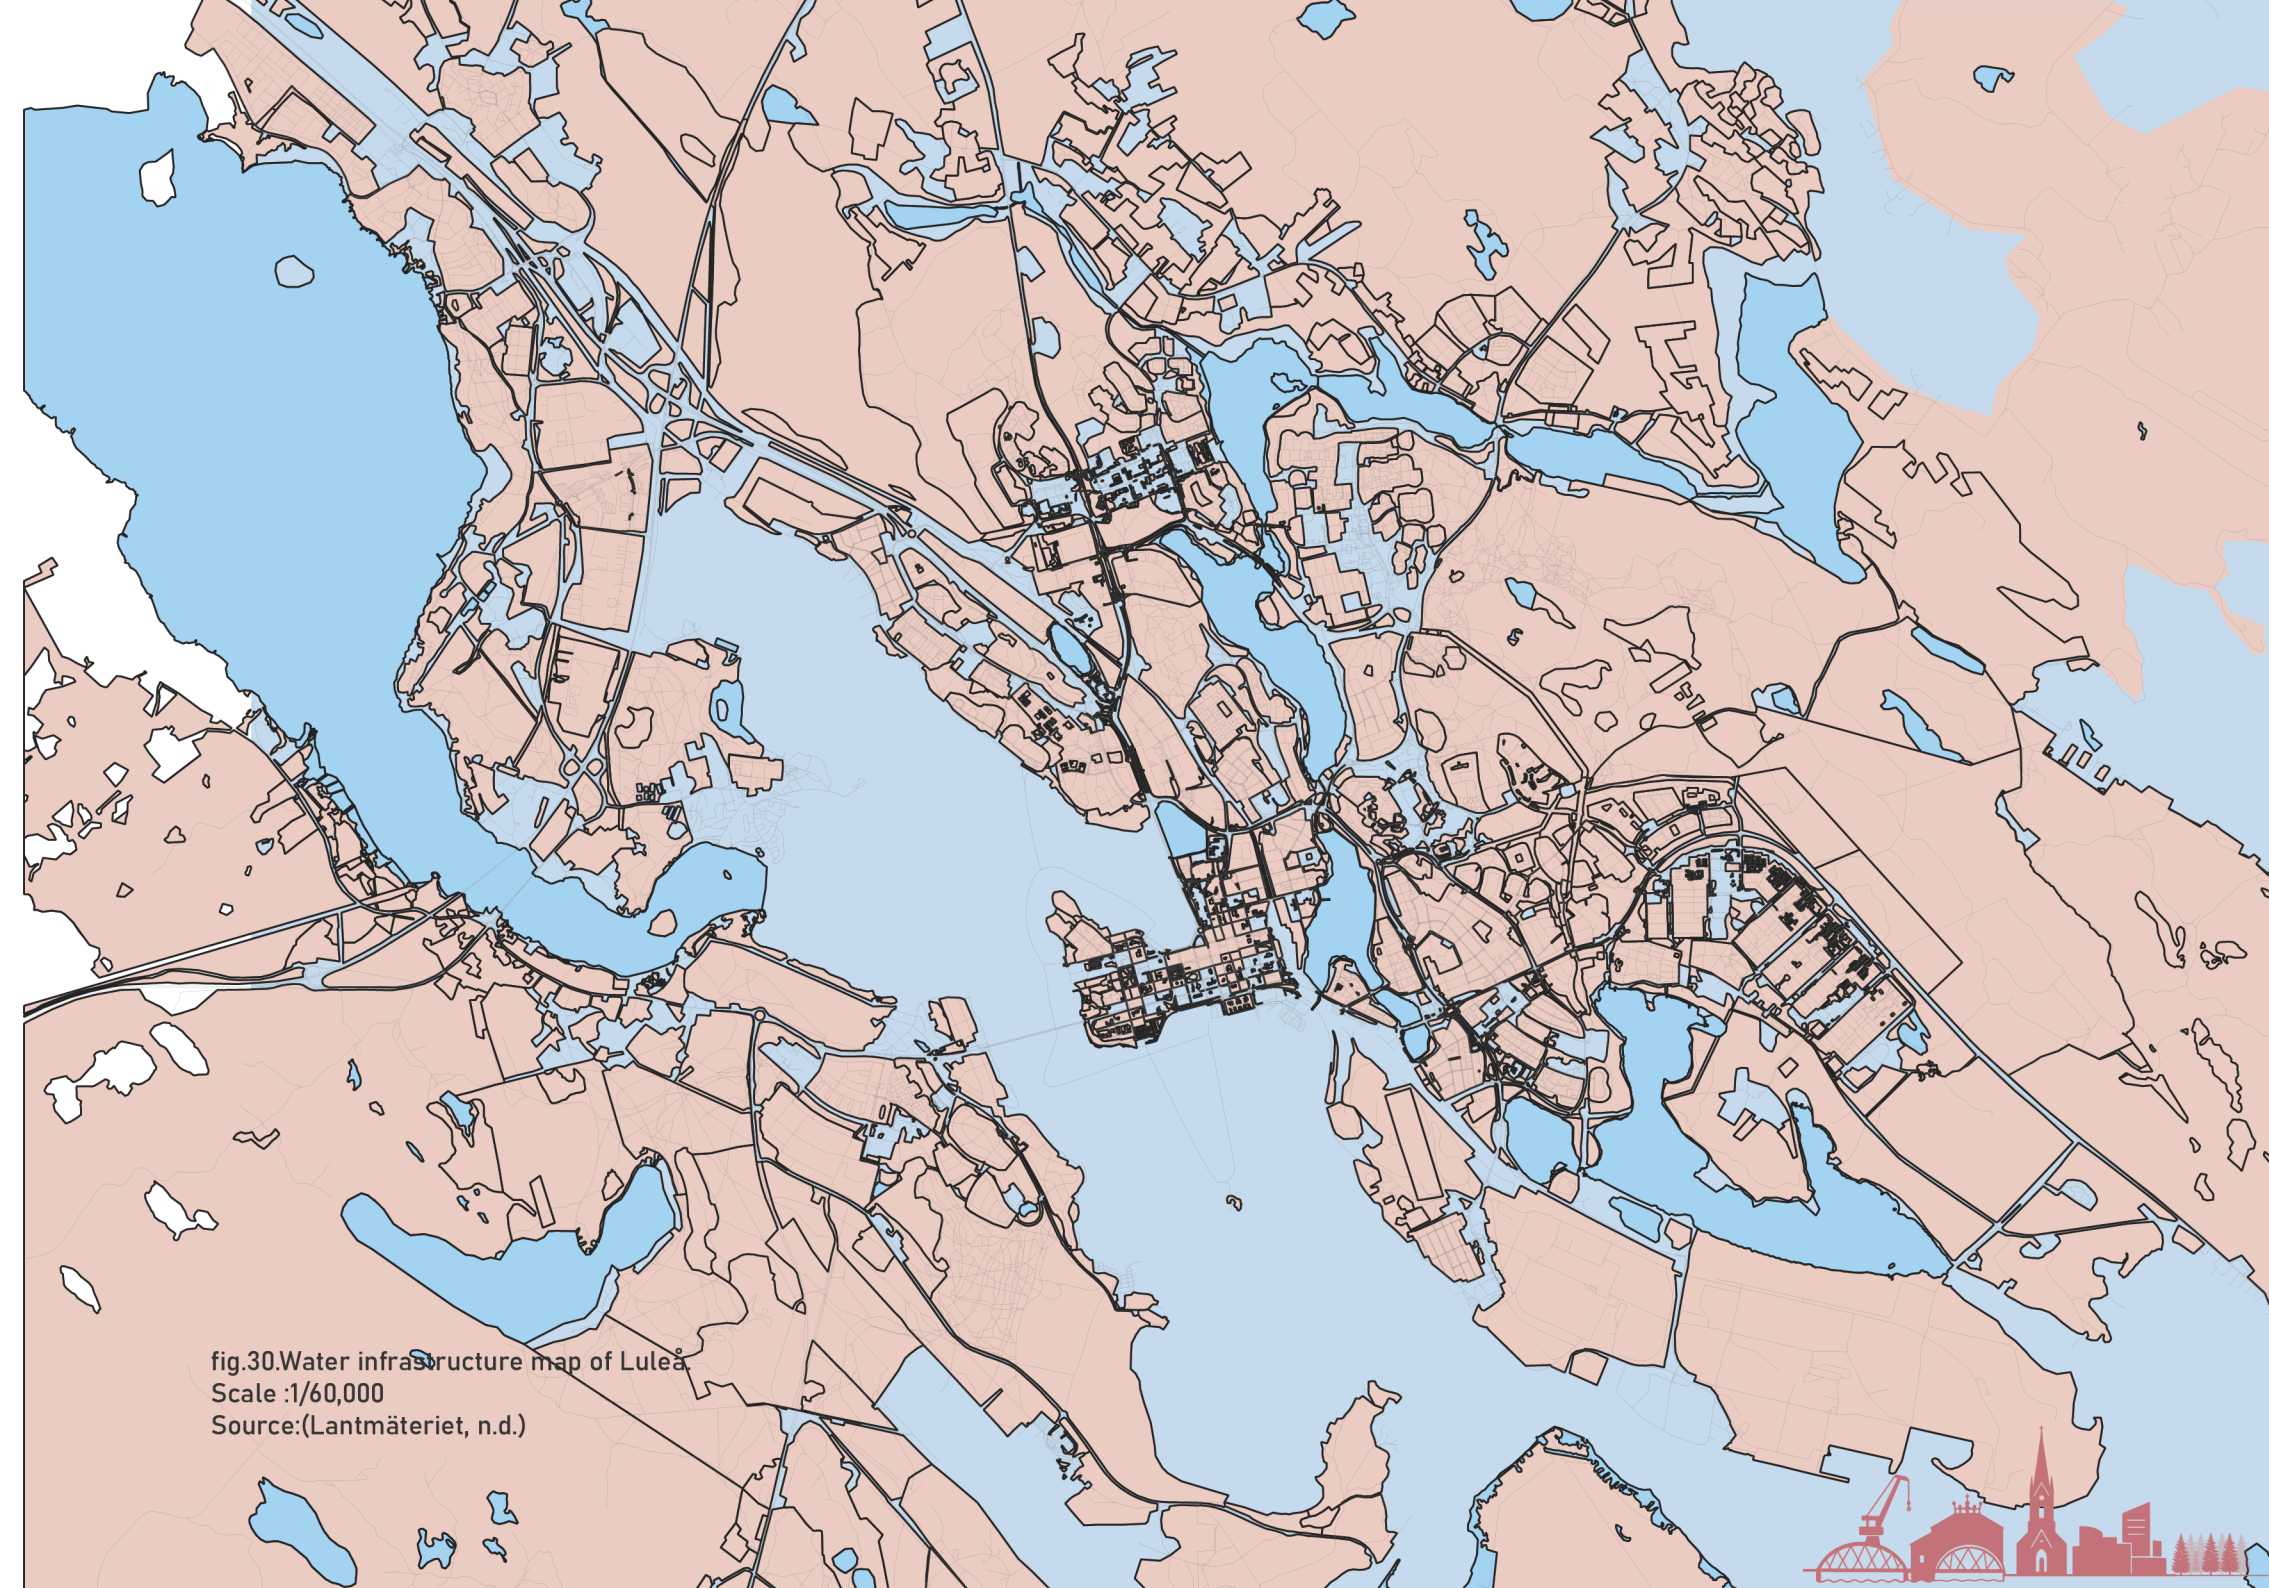 fig.30.Water infrastructure map of Luleå.
Scale :1/60,000
Source:(Lantmäteriet, n.d.)